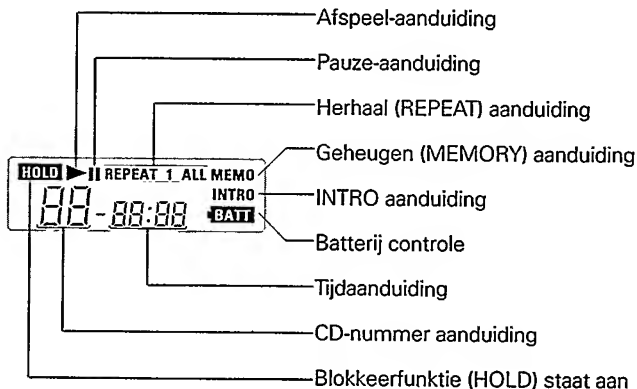 Afspeel-aanduiding
Pauze-aanduiding
Herhaal (REPEAT) aanduiding
Geheugen (MEMORY) aanduiding
HOLD REPEAT 1 ALL MEMO
INTRO
INTRO aanduiding
88-88:88 BATT
Batterij controle
Tijdaanduiding
CD-nummer aanduiding
Blokkeerfunktie (HOLD) staat aan